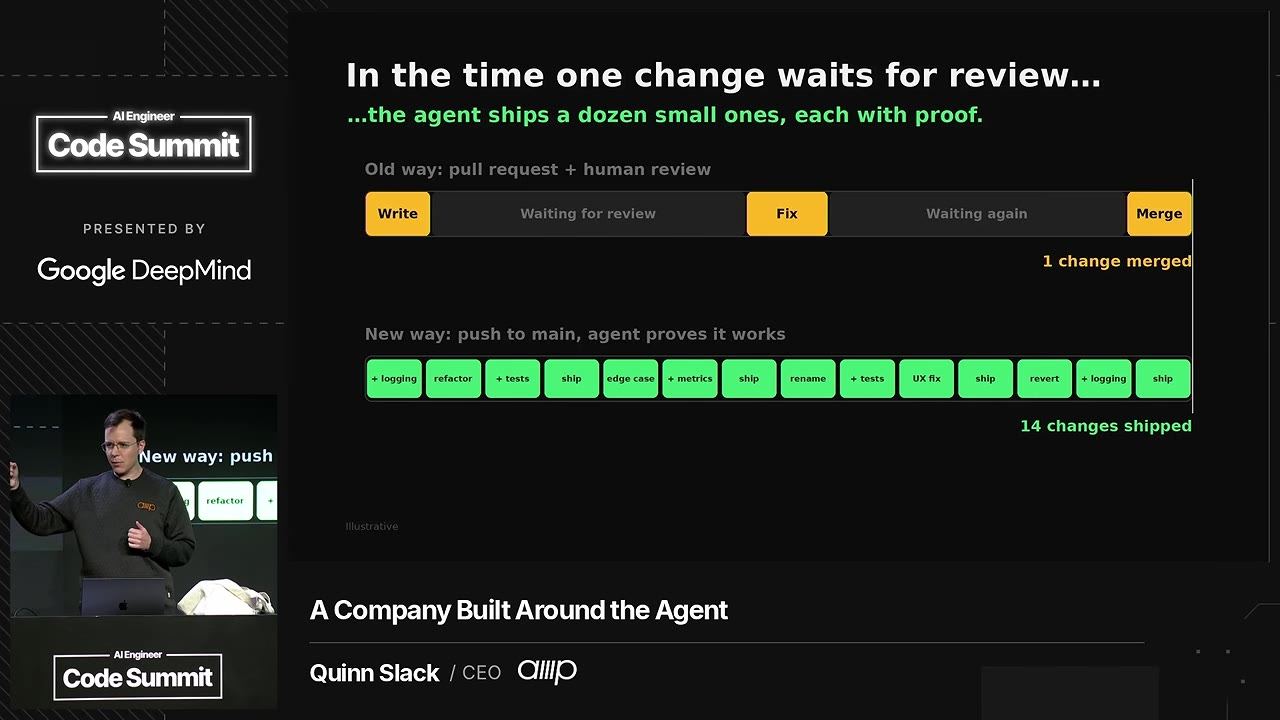 AI Engineer
Code Summit
PRESENTED BY
Google DeepMind
In the time one change waits for review...
...the agent ships a dozen small ones, each with proof.
Old way: pull request + human review
Write
Waiting for review
Fix
Waiting again
Merge
1 change merged
New way: push to main, agent proves it works
+ logging
refactor
+ tests
ship
edge case
+ metrics
ship
rename
+ tests
UX fix
ship
revert
+ logging
ship
14 changes shipped
Illustrative
New way: push
g
refactor
+
amp
AI Engineer
Code Summit
A Company Built Around the Agent
Quinn Slack / CEO amp